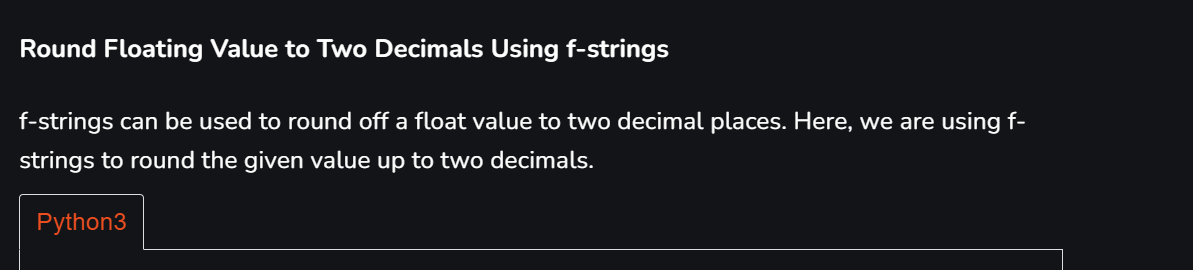 Round Floating Value to Two Decimals Using f-strings
f-strings can be used to round off a float value to two decimal places. Here, we are using f-
strings to round the given value up to two decimals.
Python3